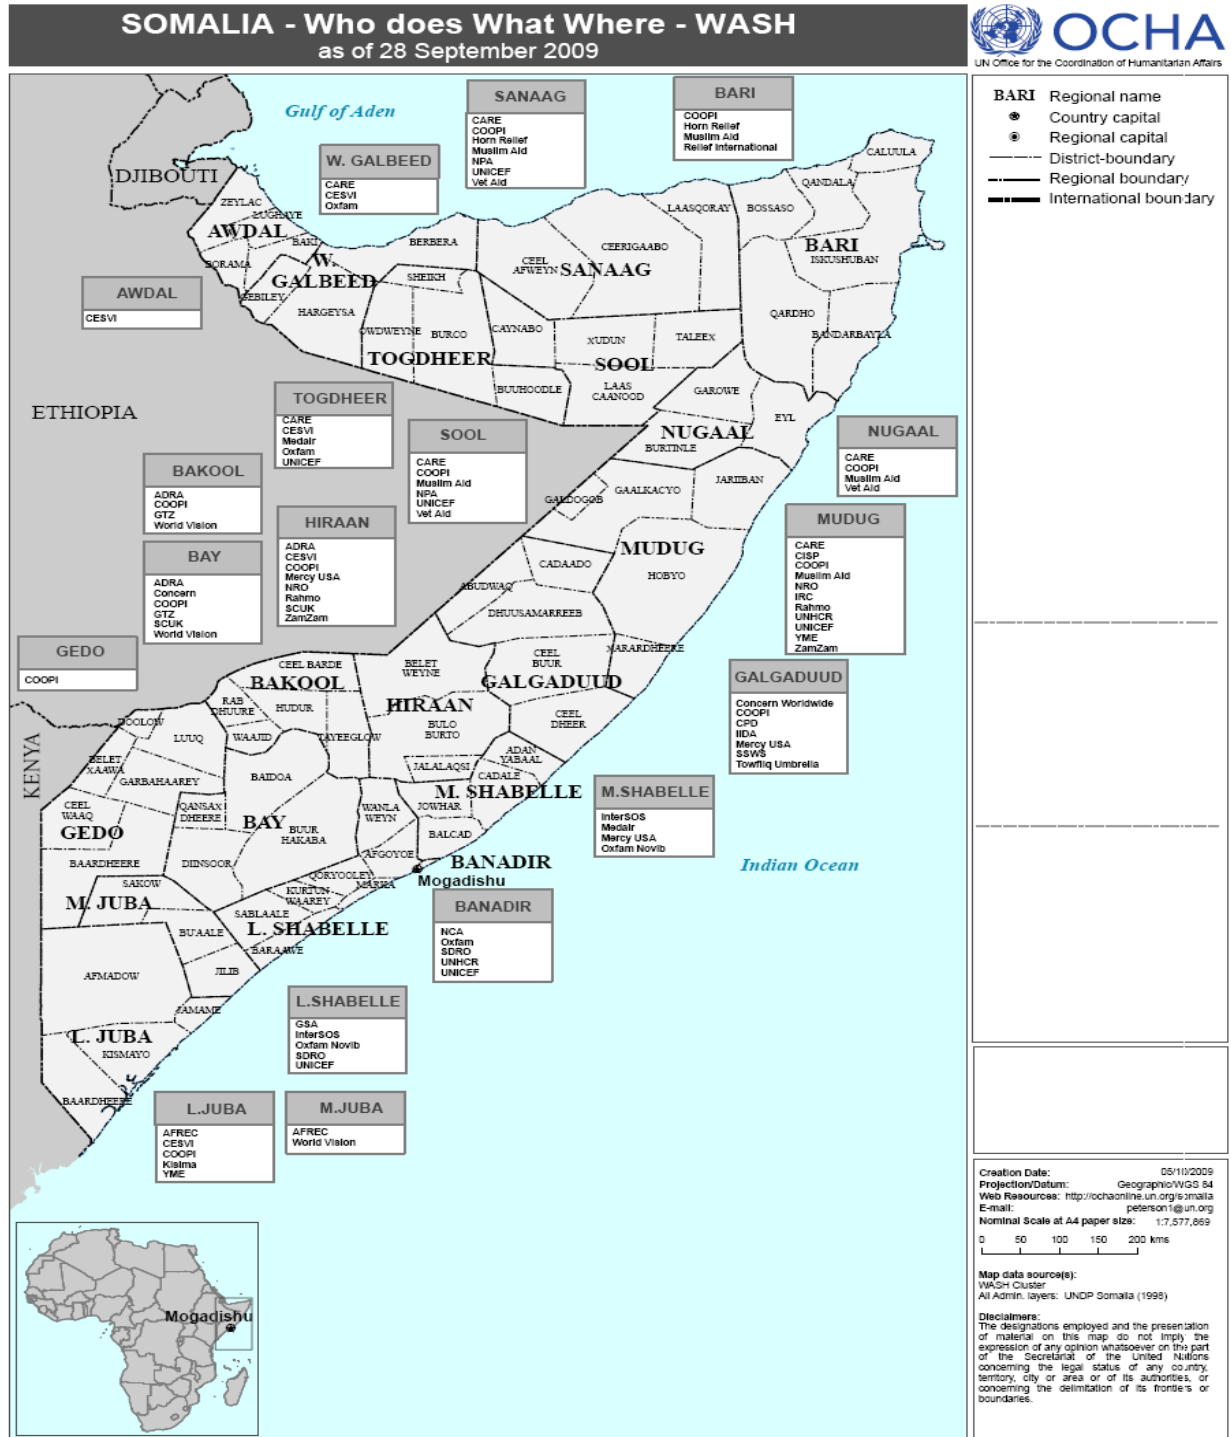 SOMALIA - Who does What Where - WASH
as of 28 September 2009
OCHA
UN Office for the Coordination of Humanitarian Affairs
BARI Regional name
Country capital
Regional capital
District-boundary
Regional boundary
International boundary
Gulf of Aden
SANAAG
CARE
COOPI
Horn Relief
Muslim Aid
NPA
UNICEF
Vet Aid
BARI
COOPI
Horn Relief
Muslim Aid
Relief International
W. GALBEED
CARE
CESVI
Oxfam
DJIBOUTI
ZEYLAC
LUGHAYE
AWDAL
BAKI
BORAMA
W.
GALBEED
GEBILEY
HARGEYSA
BERBERA
SHEIKH
OWDWEYNE
BURCO
TOGDHEER
CEEL
AFWEYN
SANAAG
CEERIGAABO
LAASQORAY
CALUULA
QANDALA
BOSSASO
BARI
ISKUSHUBAN
QARDHO
BANDARBAYLA
CAYNABO
XUDUN
TALEEX
SOOL
BUUHOODLE
LAAS
CAANOOD
GAROWE
EYL
NUGAAL
BURTINLE
AWDAL
CESVI
ETHIOPIA
TOGDHEER
CARE
CESVI
Medair
Oxfam
UNICEF
SOOL
CARE
COOPI
Muslim Aid
NPA
UNICEF
Vet Aid
NUGAAL
CARE
COOPI
Muslim Aid
Vet Aid
BAKOOL
ADRA
COOPI
GTZ
World Vision
HIRAAN
ADRA
CESVI
COOPI
Mercy USA
NRO
Rahmo
SCUK
ZamZam
BAY
ADRA
Concern
COOPI
GTZ
SCUK
World Vision
GEDO
COOPI
GALDOGOB
GAALKACYO
JARIIBAN
MUDUG
HOBYO
CADAADO
ABUDWAQ
DHUUSAMARREEB
XARARDHEERE
MUDUG
CARE
CISP
COOPI
Muslim Aid
NRO
IRC
Rahmo
UNHCR
UNICEF
YME
ZamZam
GALGADUUD
Concern Worldwide
COOPI
CPD
IIDA
Mercy USA
SSWS
Towfiiq Umbrella
CEEL BARDE
BAKOOL
BELET
WEYNE
CEEL
BUUR
GALGADUUD
RAB
DHUURE
HUDUR
HIRAAN
BULO
BURTO
CEEL
DHEER
KENYA
DOOLOW
LUUQ
WAAJID
TAYEEGLOW
BELET
XAAWA
GARBAHAAREY
BAIDOA
JALALAQSI
ADAN
YABAAL
CADALE
M. SHABELLE
CEEL
WAAQ
GEDO
QANSAX
DHEERE
BAY
BUUR
HAKABA
WANLA
WEYN
JOWHAR
BALCAD
BAARDHEERE
DIINSOOR
AFGOYOE
BANADIR
Mogadishu
SAKOW
M. JUBA
QORYOOLEY
MARKA
KURTUN
WAAREY
SABLAALE
L. SHABELLE
BU'AALE
BARAAWE
AFMADOW
JILIB
JAMAME
L. JUBA
KISMAYO
BAARDHEERE
M.SHABELLE
InterSOS
Medair
Mercy USA
Oxfam Novib
Indian Ocean
BANADIR
NCA
Oxfam
SDRO
UNHCR
UNICEF
L.SHABELLE
GSA
InterSOS
Oxfam Novib
SDRO
UNICEF
L.JUBA
AFREC
CESVI
COOPI
Kisima
YME
M.JUBA
AFREC
World Vision
Mogadishu
Creation Date: 05/10/2009
Projection/Datum: Geographic/WGS 84
Web Resources: http://ochaonline.un.org/somalia
E-mail: peterson1@un.org
Nominal Scale at A4 paper size: 1:7,577,869
0 50 100 150 200 kms
Map data source(s):
WASH Cluster
All Admin. layers: UNDP Somalia (1998)
Disclaimers:
The designations employed and the presentation
of material on this map do not imply the
expression of any opinion whatsoever on the part
of the Secretariat of the United Nations
concerning the legal status of any country,
territory, city or area or of its authorities, or
concerning the delimitation of its frontiers or
boundaries.